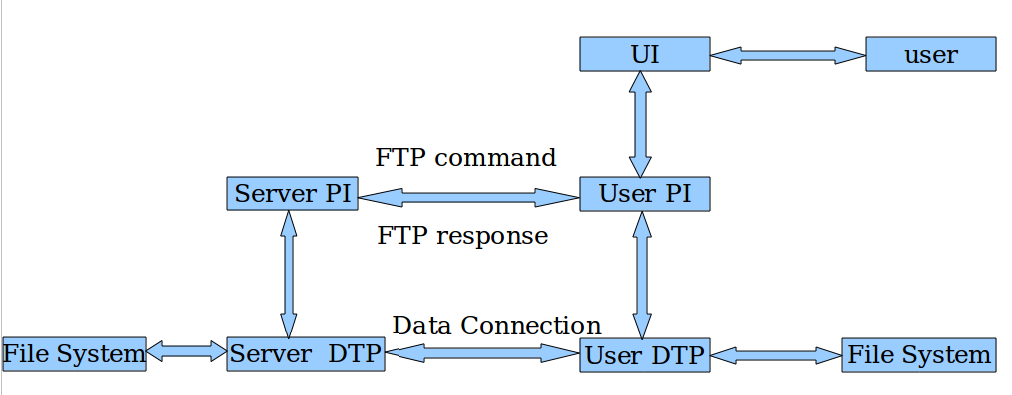 UI
user
FTP command
Server PI
User PI
FTP response
Data Connection
File System
Server DTP
User DTP
File System